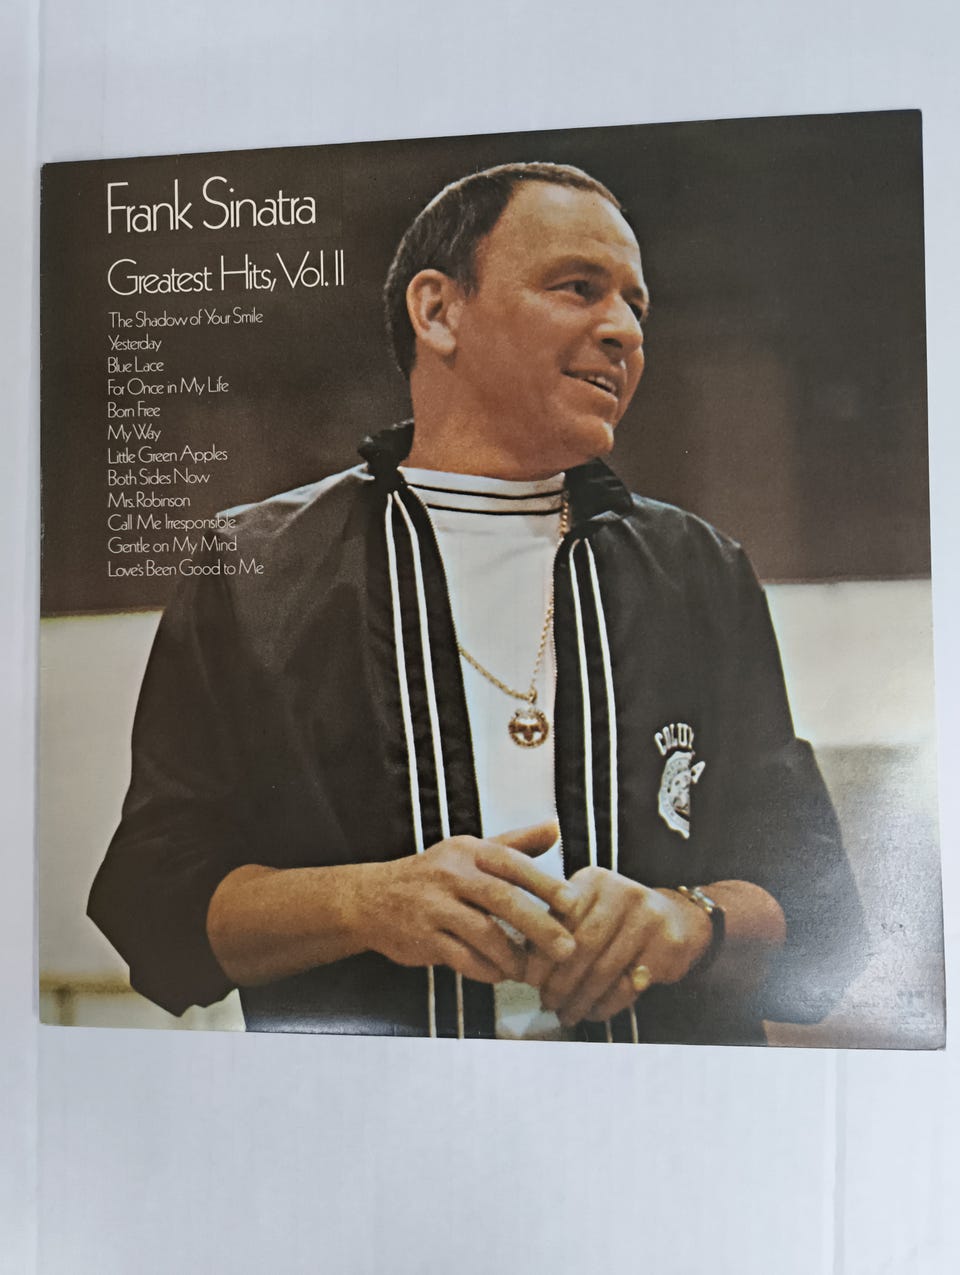 Frank Sinatra
Greatest Hits, Vol. II
The Shadow of Your Smile
Yesterday
Blue Lace
For Once in My Life
Born Free
My Way
Little Green Apples
Both Sides Now
Mrs. Robinson
Call Me Irresponsible
Gentle on My Mind
Love's Been Good to Me